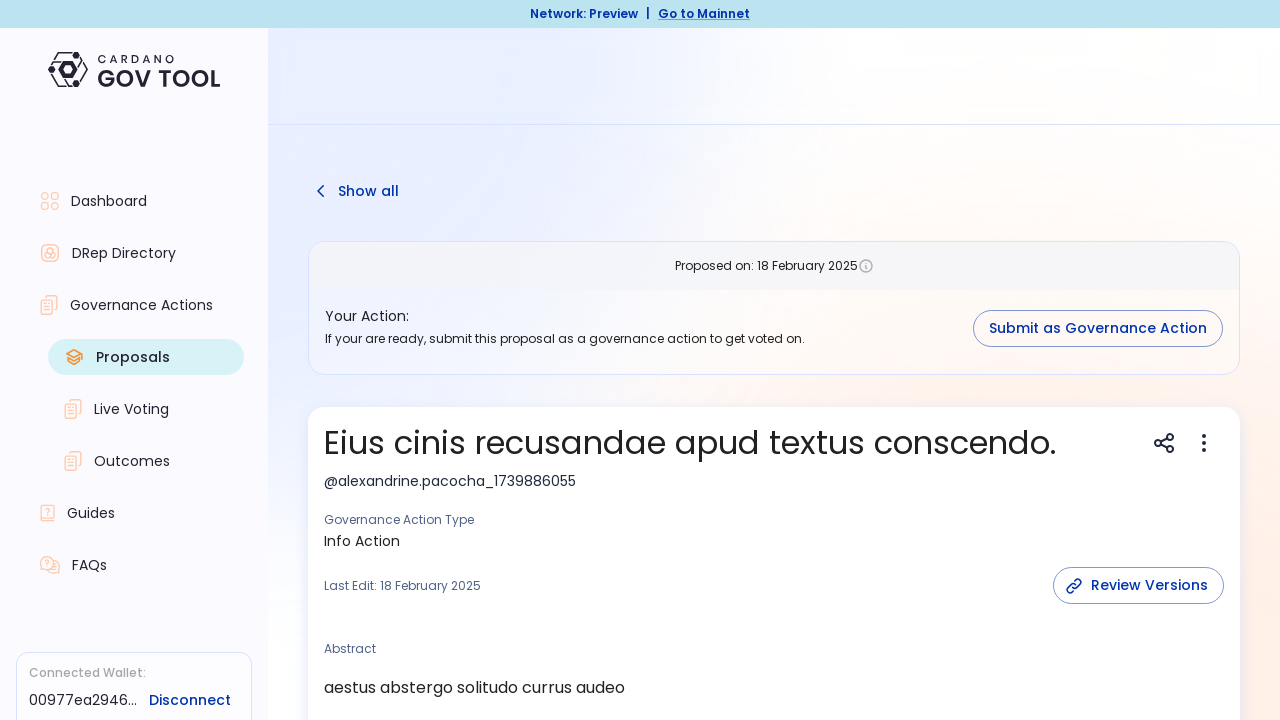 Network: Preview | Go to Mainnet
CARDANO
GOV TOOL
Dashboard
DRep Directory
Governance Actions
Proposals
Live Voting
Outcomes
Guides
FAQs
Connected Wallet:
00977ea2946... Disconnect
Show all
Proposed on: 18 February 2025
Your Action:
If your are ready, submit this proposal as a governance action to get voted on.
Submit as Governance Action
Eius cinis recusandae apud textus conscendo.
@alexandrine.pacocha_1739886055
Governance Action Type
Info Action
Last Edit: 18 February 2025
Review Versions
Abstract
aestus abstergo solitudo currus audeo